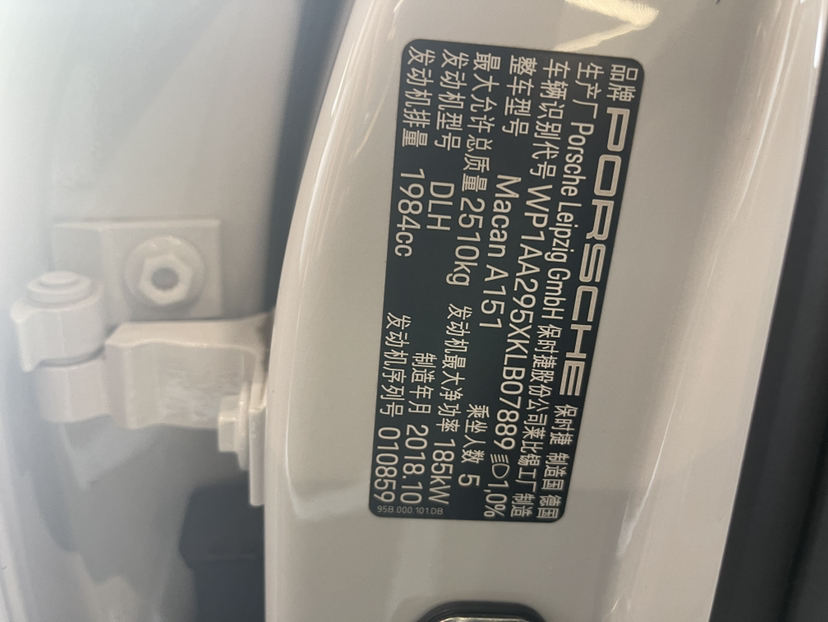 品牌 PORSCHE 保时捷 制造国 德国
生产厂 Porsche Leipzig GmbH 保时捷股份公司莱比锡工厂 制造
车辆识别代号 WP1AA295XKLB07889 1,0%
整车型号 Macan A151 乘坐人数 5
最大允许总质量 2510kg 发动机最大净功率 185kW
发动机型号 DLH 制造年月 2018.10
发动机排量 1984cc 发动机序列号 010859
95B.000.101.DB